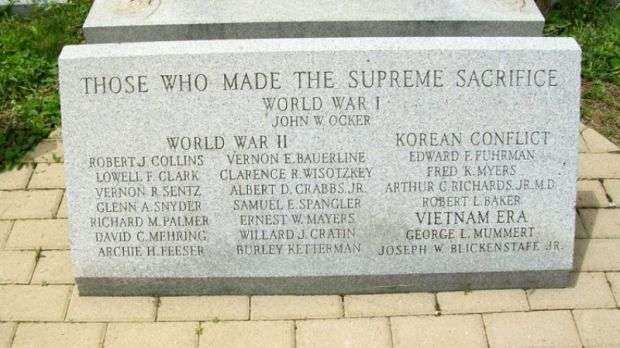 THOSE WHO MADE THE SUPREME SACRIFICE
WORLD WAR I
JOHN W. OCKER
WORLD WAR II
ROBERT J. COLLINS
LOWELL F. CLARK
VERNON R. SENTZ
GLENN A. SNYDER
RICHARD M. PALMER
DAVID C. MEHRING
ARCHIE H. FEESER
VERNON E. BAUERLINE
CLARENCE R. WISOTZKEY
ALBERT D. CRABBS, JR.
SAMUEL E. SPANGLER
ERNEST W. MAYERS
WILLARD J. CRATIN
BURLEY KETTERMAN
KOREAN CONFLICT
EDWARD F. FUHRMAN
FRED K. MYERS
ARTHUR C. RICHARDS, JR. M.D.
ROBERT L. BAKER
VIETNAM ERA
GEORGE L. MUMMERT
JOSEPH W. BLICKENSTAFF JR.